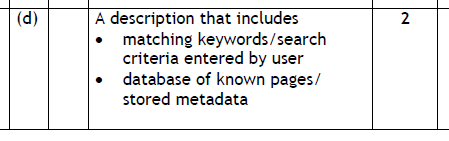 (d) A description that includes 2
• matching keywords/search
criteria entered by user
• database of known pages/
stored metadata